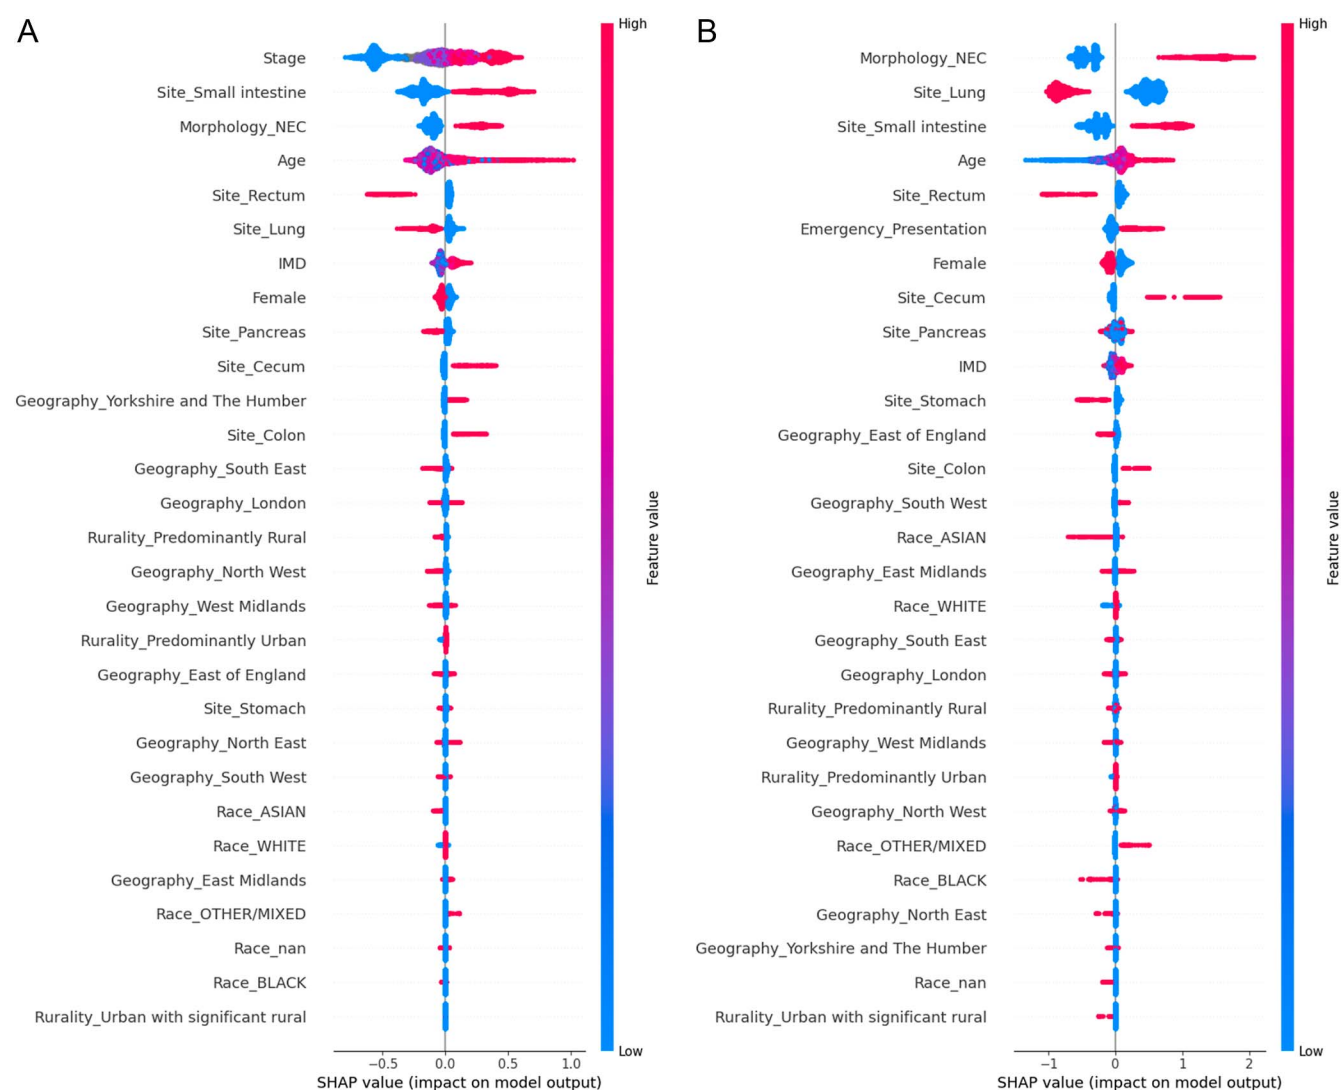 A
High
Stage
Site_Small intestine
Morphology_NEC
Age
Site_Rectum
Site_Lung
IMD
Female
Site_Pancreas
Site_Cecum
Geography_Yorkshire and The Humber
Site_Colon
Geography_South East
Geography_London
Rurality_Predominantly Rural
Geography_North West
Geography_West Midlands
Rurality_Predominantly Urban
Geography_East of England
Site_Stomach
Geography_North East
Geography_South West
Race_ASIAN
Race_WHITE
Geography_East Midlands
Race_OTHER/MIXED
Race_nan
Race_BLACK
Rurality_Urban with significant rural
Feature value
Low
−0.5 0.0 0.5 1.0
SHAP value (impact on model output)
B
High
Morphology_NEC
Site_Lung
Site_Small intestine
Age
Site_Rectum
Emergency_Presentation
Female
Site_Cecum
Site_Pancreas
IMD
Site_Stomach
Geography_East of England
Site_Colon
Geography_South West
Race_ASIAN
Geography_East Midlands
Race_WHITE
Geography_South East
Geography_London
Rurality_Predominantly Rural
Geography_West Midlands
Rurality_Predominantly Urban
Geography_North West
Race_OTHER/MIXED
Race_BLACK
Geography_North East
Geography_Yorkshire and The Humber
Race_nan
Rurality_Urban with significant rural
Feature value
Low
−1 0 1 2
SHAP value (impact on model output)